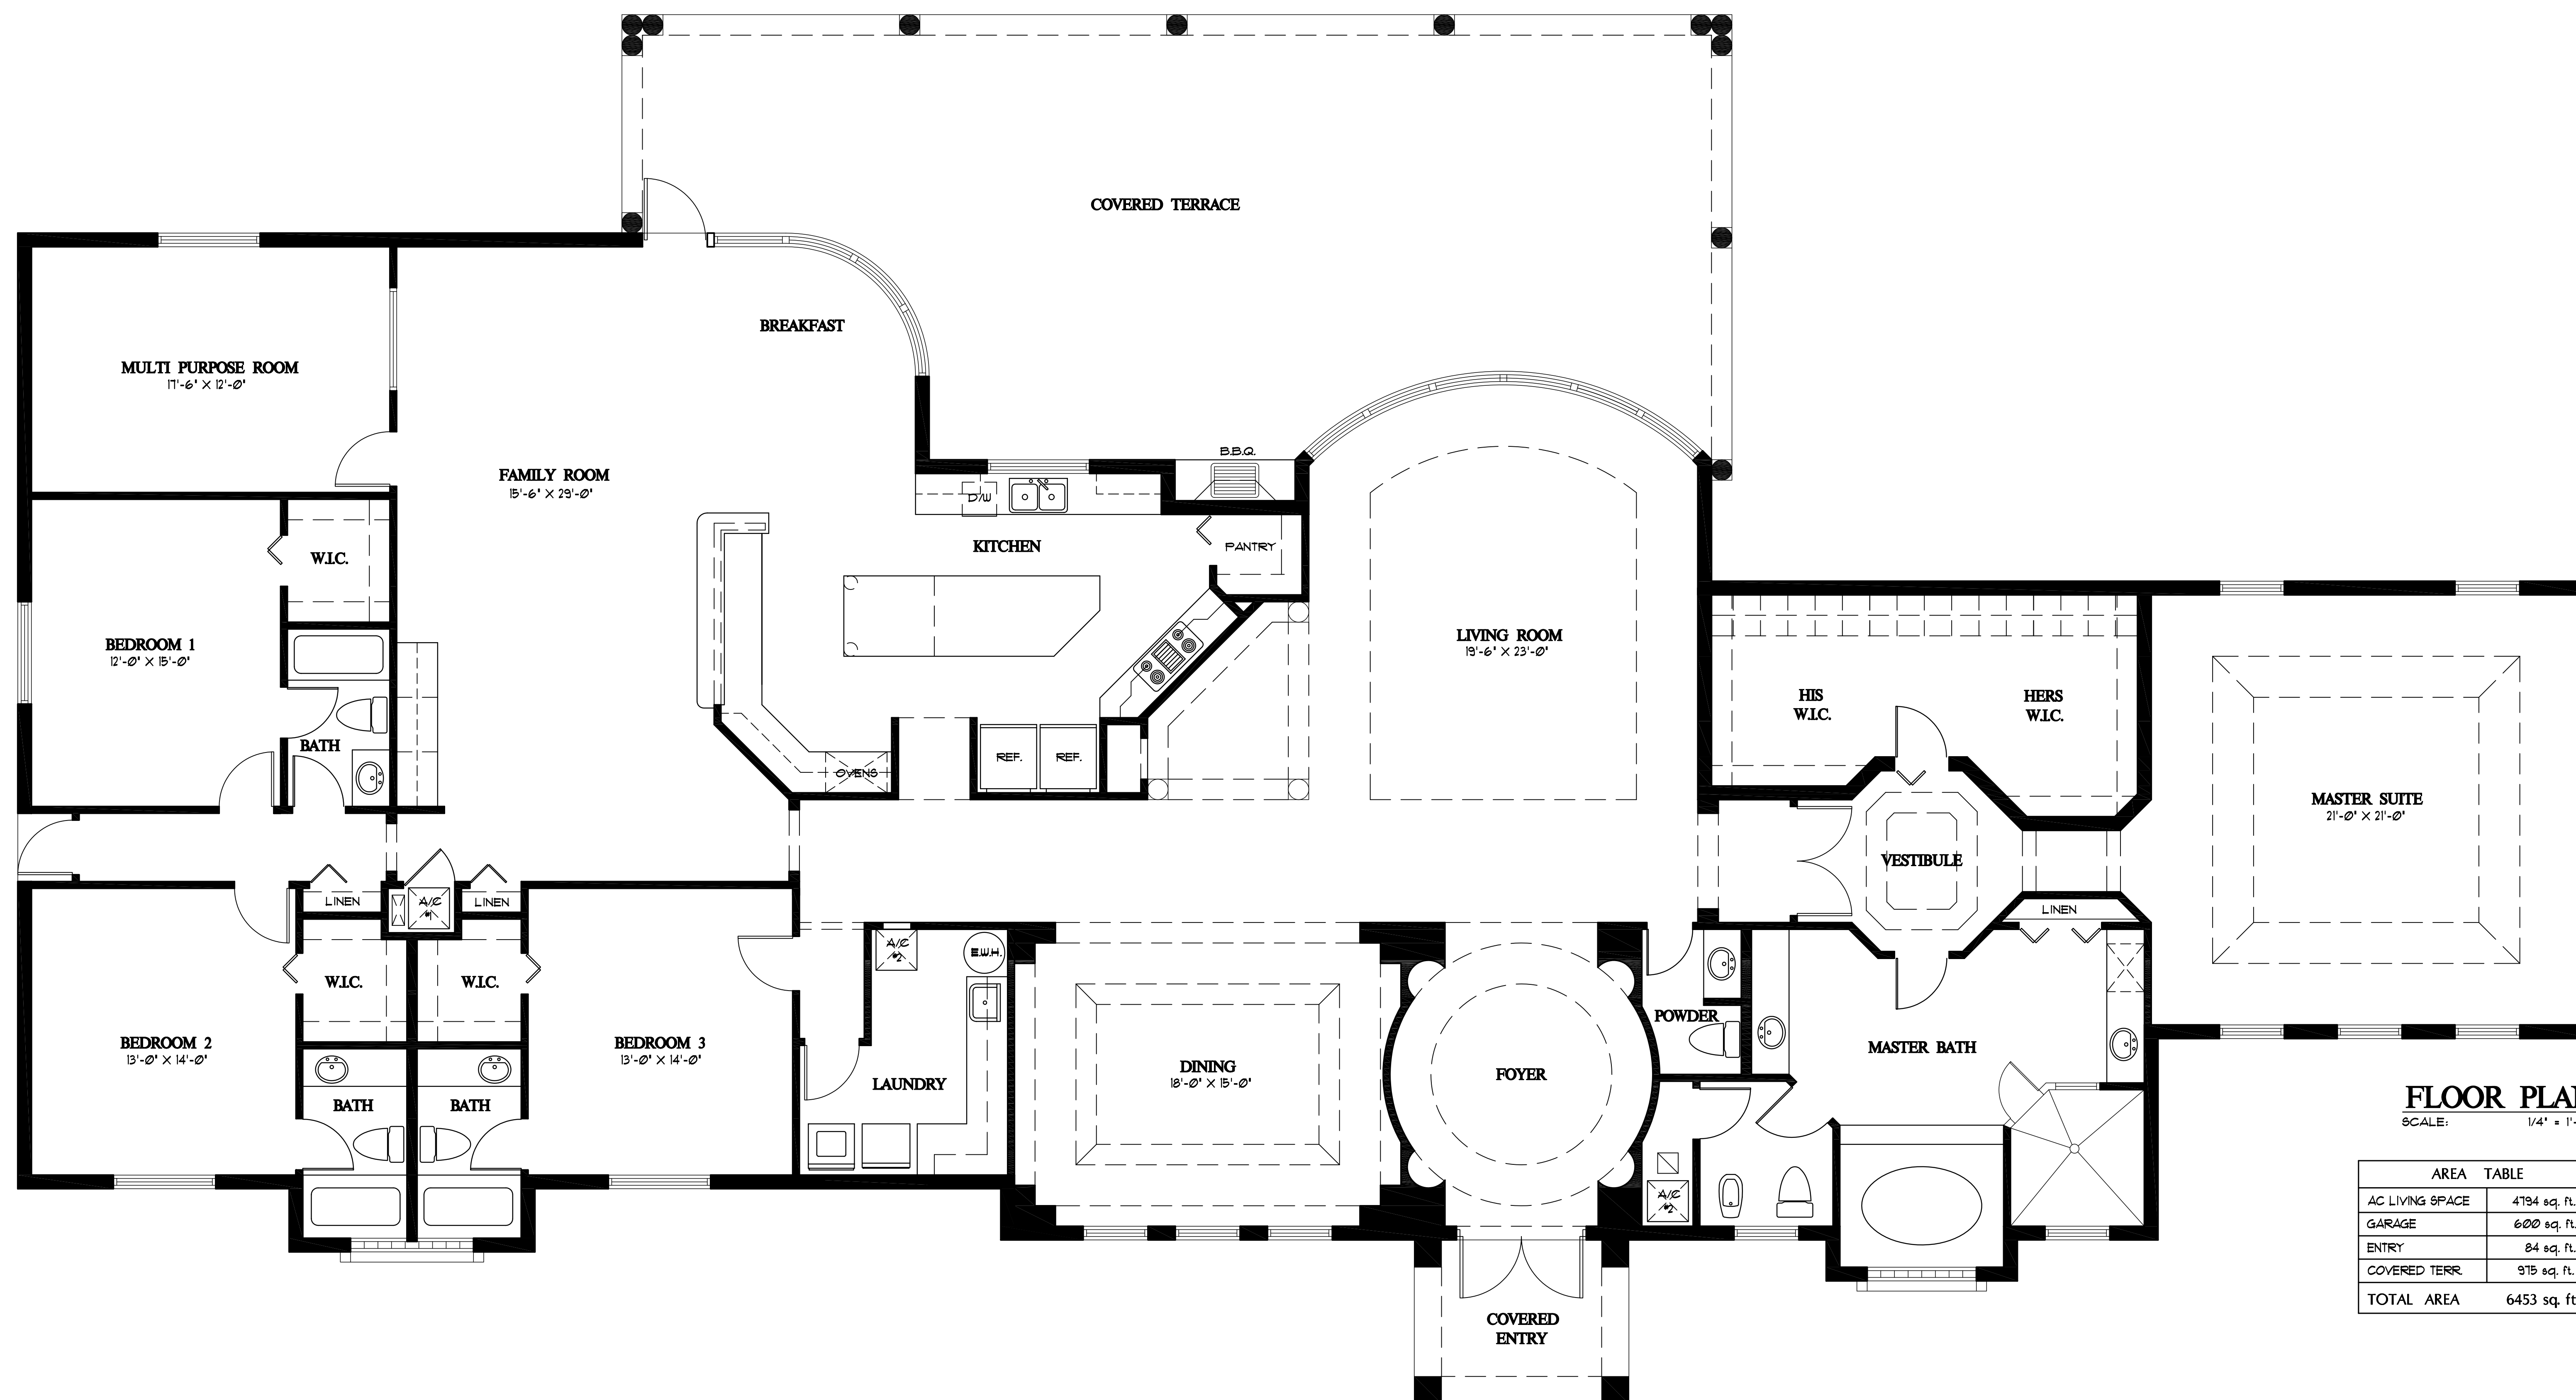 COVERED TERRACE
BREAKFAST
MULTI PURPOSE ROOM
17'-6" X 12'-0"
FAMILY ROOM
15'-6" X 29'-0"
B.B.Q.
D/W
KITCHEN
PANTRY
W.I.C.
BEDROOM 1
12'-0" X 15'-0"
BATH
LIVING ROOM
19'-6" X 23'-0"
HIS
W.I.C.
HERS
W.I.C.
OVENS
REF.
REF.
MASTER SUITE
21'-0" X 21'-0"
VESTIBULE
LINEN
A/C
#1
LINEN
LINEN
A/C
#2
E.W.H.
W.I.C.
W.I.C.
BEDROOM 2
13'-0" X 14'-0"
BEDROOM 3
13'-0" X 14'-0"
POWDER
MASTER BATH
DINING
18'-0" X 15'-0"
FOYER
LAUNDRY
BATH
BATH
A/C
#2
COVERED
ENTRY
FLOOR PLA
SCALE: 1/4" = 1'-
AREA TABLE
AC LIVING SPACE 4794 sq. ft.
GARAGE 600 sq. ft.
ENTRY 84 sq. ft.
COVERED TERR. 975 sq. ft.
TOTAL AREA 6453 sq. ft